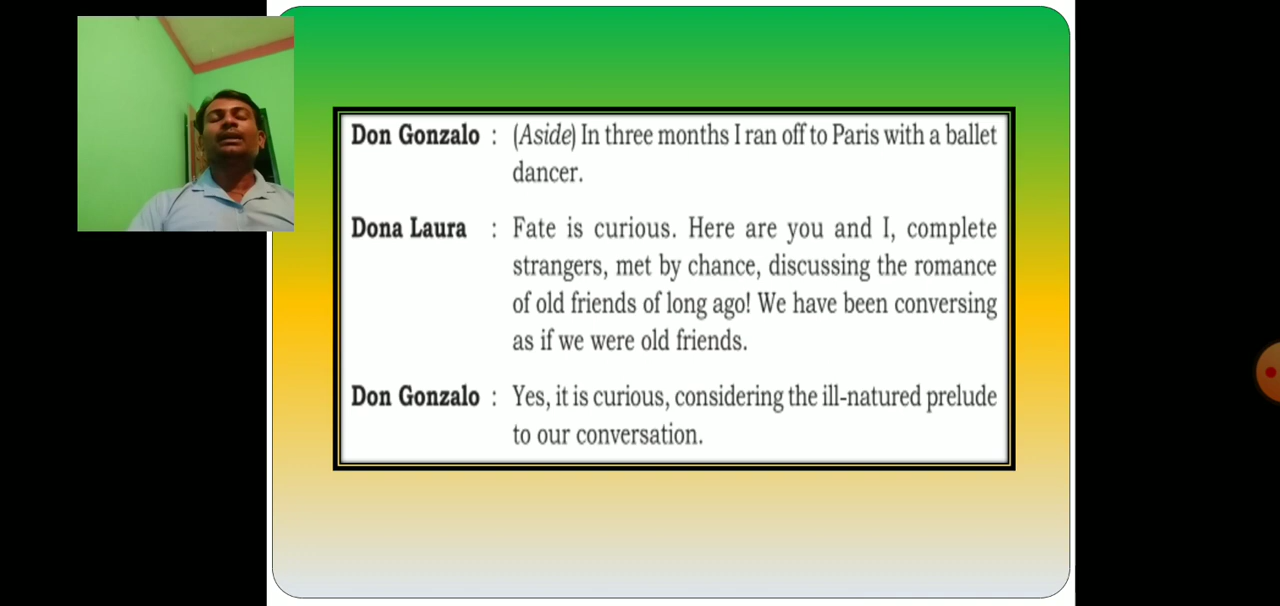 Don Gonzalo : (Aside) In three months I ran off to Paris with a ballet
dancer.
Dona Laura : Fate is curious. Here are you and I, complete
strangers, met by chance, discussing the romance
of old friends of long ago! We have been conversing
as if we were old friends.
Don Gonzalo : Yes, it is curious, considering the ill-natured prelude
to our conversation.